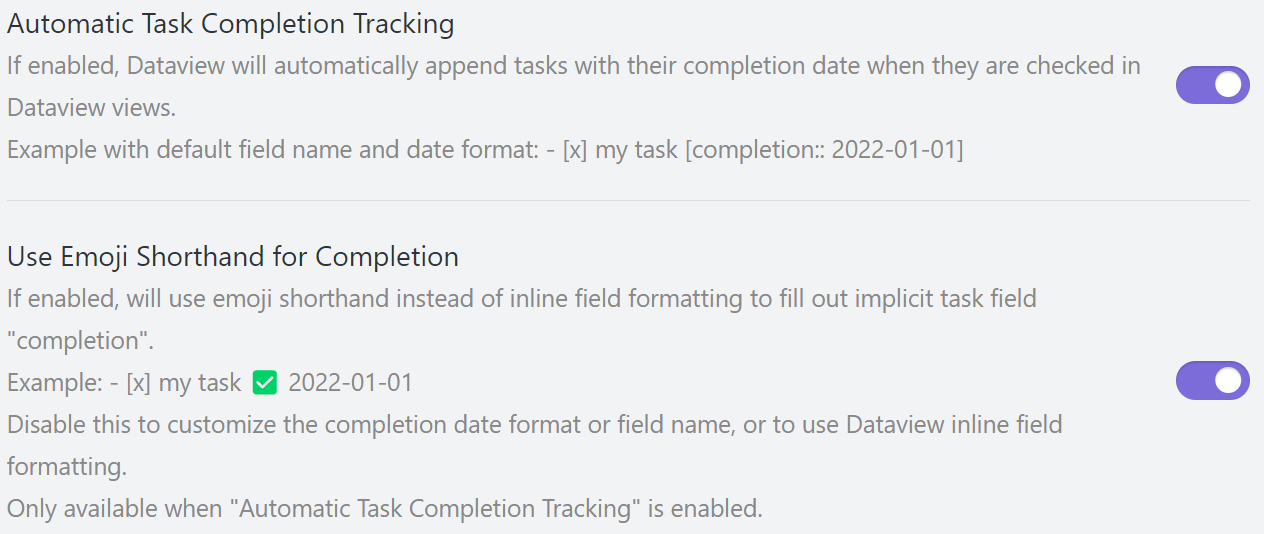 Automatic Task Completion Tracking
If enabled, Dataview will automatically append tasks with their completion date when they are checked in
Dataview views.
Example with default field name and date format: - [x] my task [completion:: 2022-01-01]
Use Emoji Shorthand for Completion
If enabled, will use emoji shorthand instead of inline field formatting to fill out implicit task field
"completion".
Example: - [x] my task ✅ 2022-01-01
Disable this to customize the completion date format or field name, or to use Dataview inline field
formatting.
Only available when "Automatic Task Completion Tracking" is enabled.